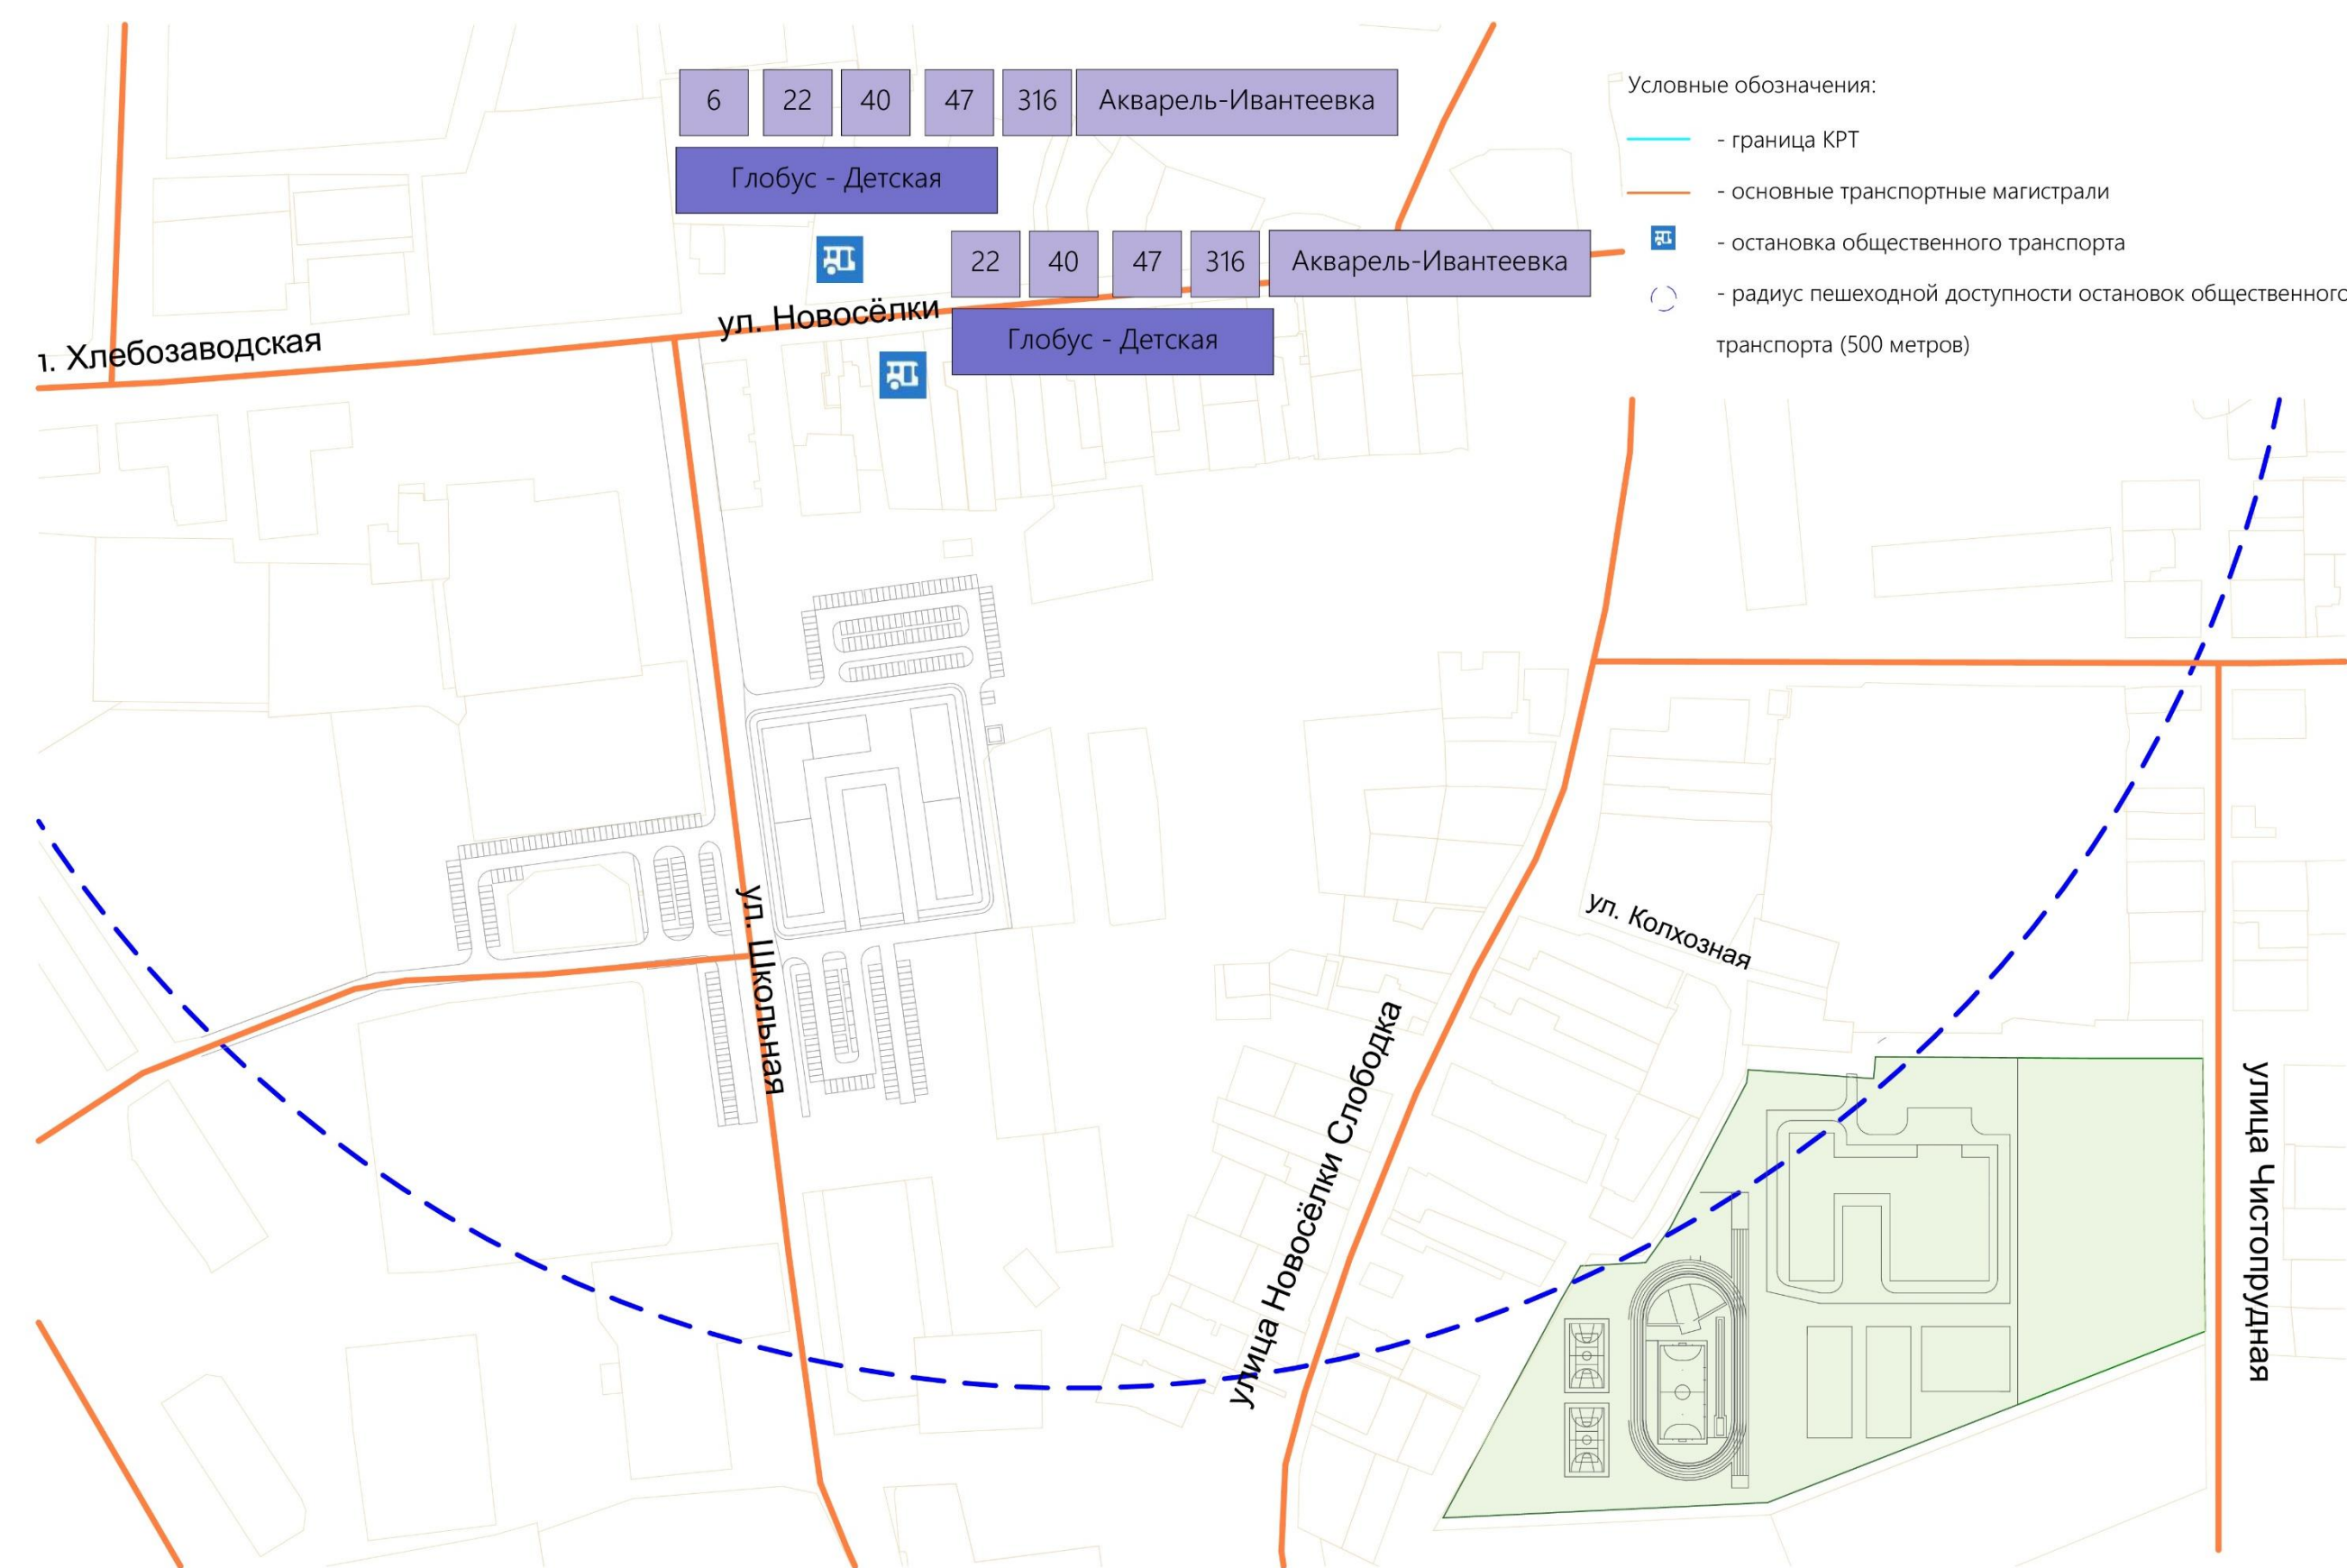 6 22 40 47 316 Акварель-Ивантеевка
Глобус - Детская
22 40 47 316 Акварель-Ивантеевка
Глобус - Детская
Условные обозначения:
- граница КРТ
- основные транспортные магистрали
- остановка общественного транспорта
- радиус пешеходной доступности остановок общественного
транспорта (500 метров)
л. Хлебозаводская
ул. Новосёлки
ул. Школьная
ул. Колхозная
улица Новосёлки Слободка
улица Чистопрудная